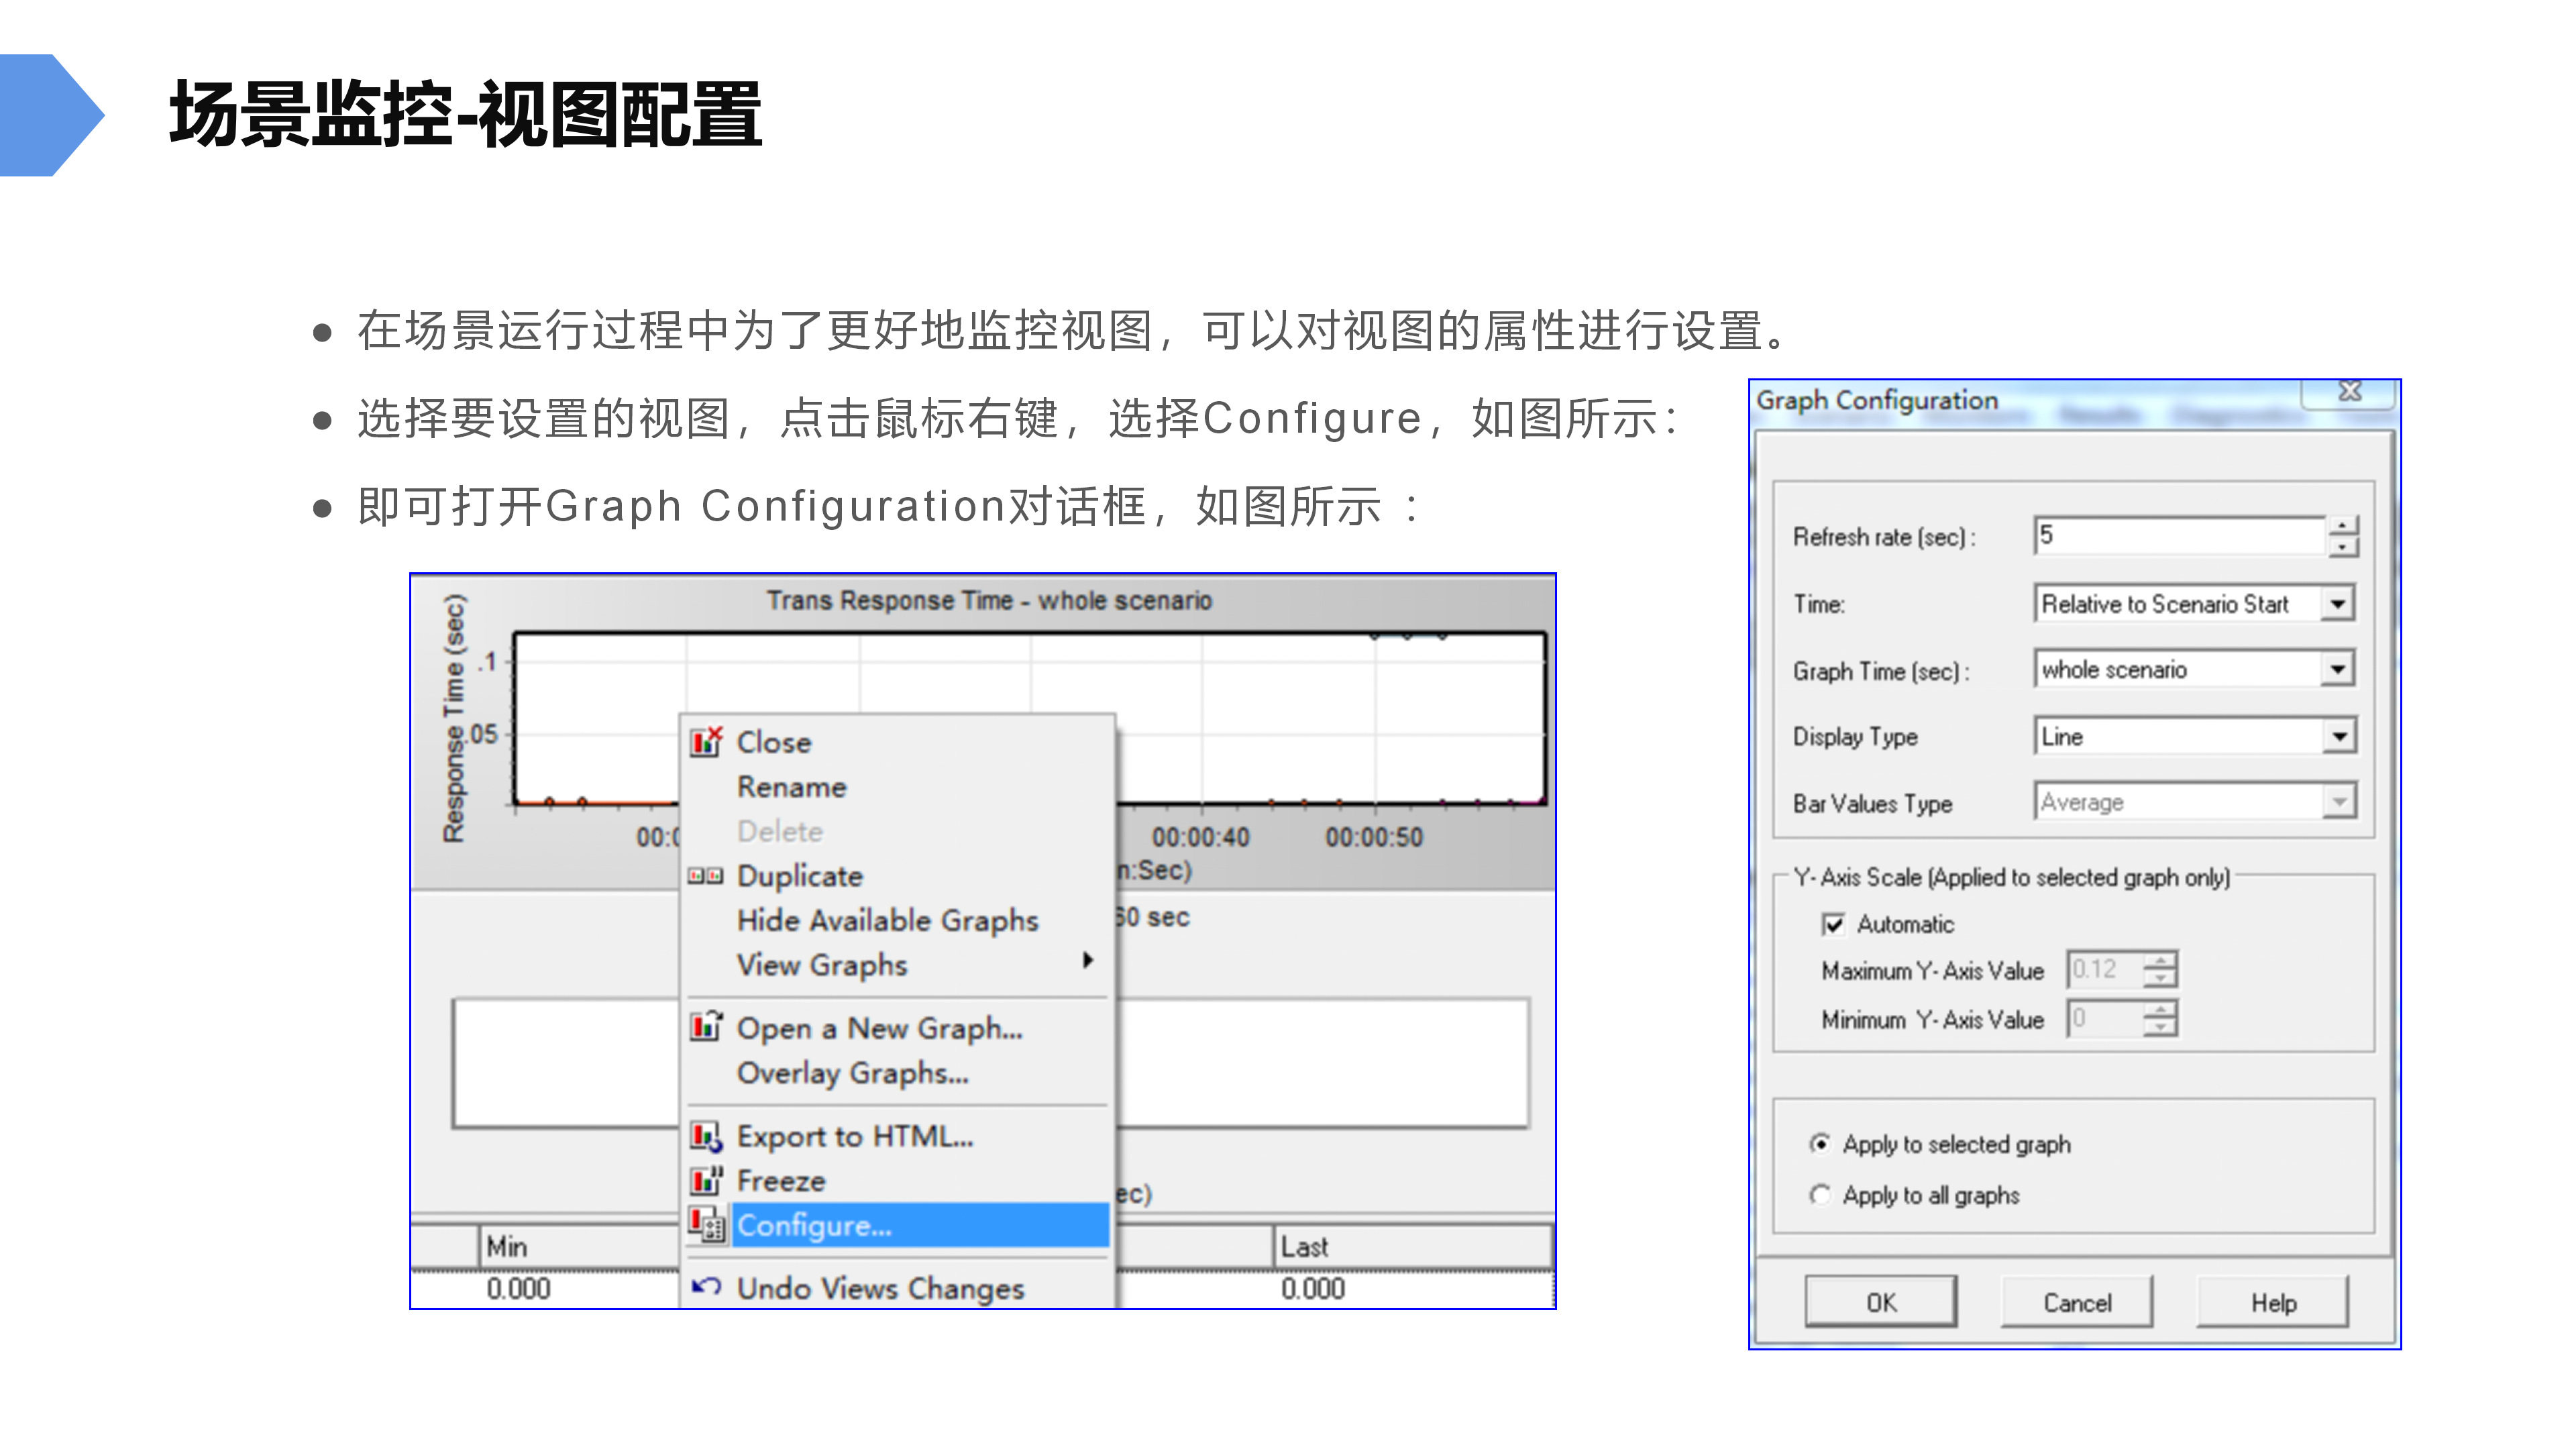 场景监控-视图配置
● 在场景运行过程中为了更好地监控视图，可以对视图的属性进行设置。
● 选择要设置的视图，点击鼠标右键，选择Configure，如图所示：
● 即可打开Graph Configuration对话框，如图所示 ：
Trans Response Time - whole scenario
Response Time (sec)
.1
.05
00:0
00:00:40
00:00:50
n:Sec)
60 sec
ec)
Min
Last
0.000
0.000
Close
Rename
Delete
Duplicate
Hide Available Graphs
View Graphs
Open a New Graph...
Overlay Graphs...
Export to HTML...
Freeze
Configure...
Undo Views Changes
Graph Configuration
Refresh rate (sec) : 5
Time: Relative to Scenario Start
Graph Time (sec) : whole scenario
Display Type Line
Bar Values Type Average
Y- Axis Scale (Applied to selected graph only)
Automatic
Maximum Y- Axis Value 0.12
Minimum Y- Axis Value 0
Apply to selected graph
Apply to all graphs
OK Cancel Help